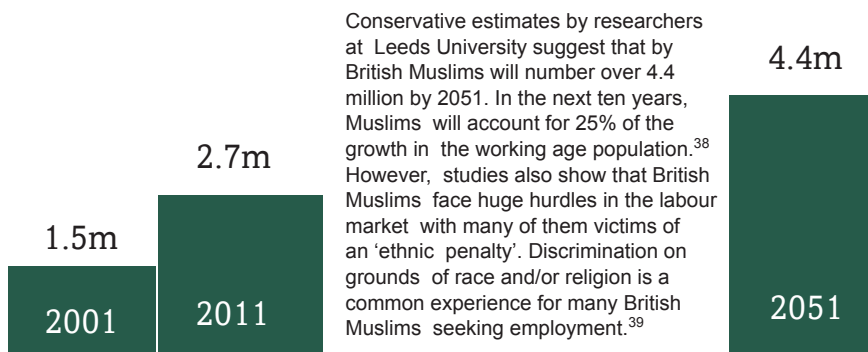 1.5m
2001
2.7m
2011
Conservative estimates by researchers
at Leeds University suggest that by
British Muslims will number over 4.4
million by 2051. In the next ten years,
Muslims will account for 25% of the
growth in the working age population.38
However, studies also show that British
Muslims face huge hurdles in the labour
market with many of them victims of
an ‘ethnic penalty’. Discrimination on
grounds of race and/or religion is a
common experience for many British
Muslims seeking employment.39
4.4m
2051